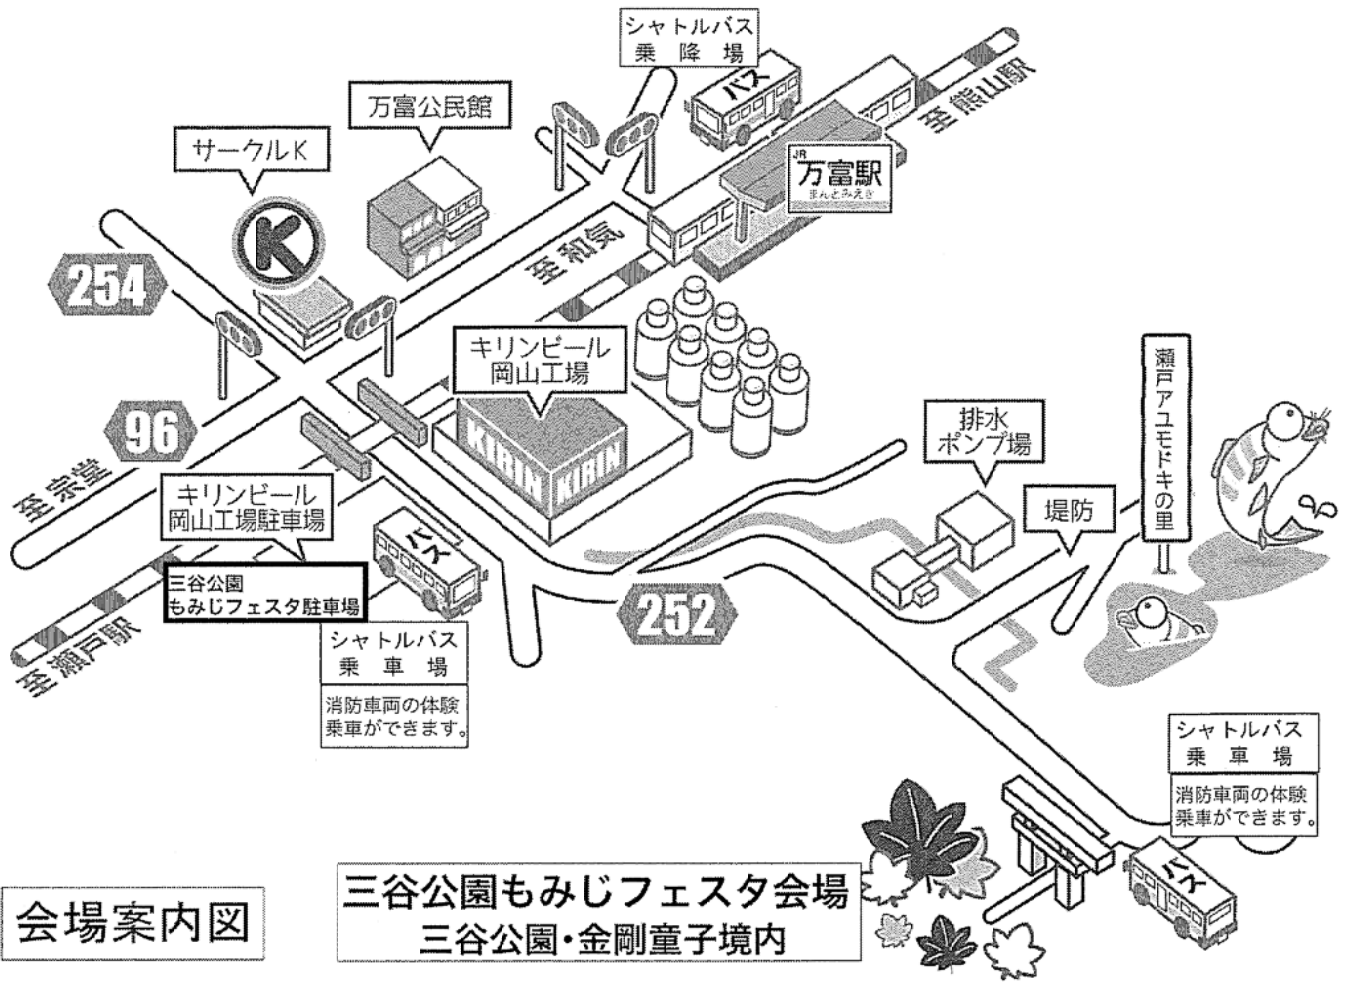 シャトルバス
乗降場
バス
至熊山駅
万富公民館
サークルK
JR
万富駅
まんとみえき
K
至和気
254
キリンビール
岡山工場
KIRIN
KIRIN
96
至宗堂
排水
ポンプ場
瀬戸アユモドキの里
堤防
キリンビール
岡山工場駐車場
バス
三谷公園
もみじフェスタ駐車場
252
至瀬戸駅
シャトルバス
乗車場
消防車両の体験
乗車ができます。
シャトルバス
乗車場
消防車両の体験
乗車ができます。
バス
会場案内図
三谷公園もみじフェスタ会場
三谷公園・金剛童子境内